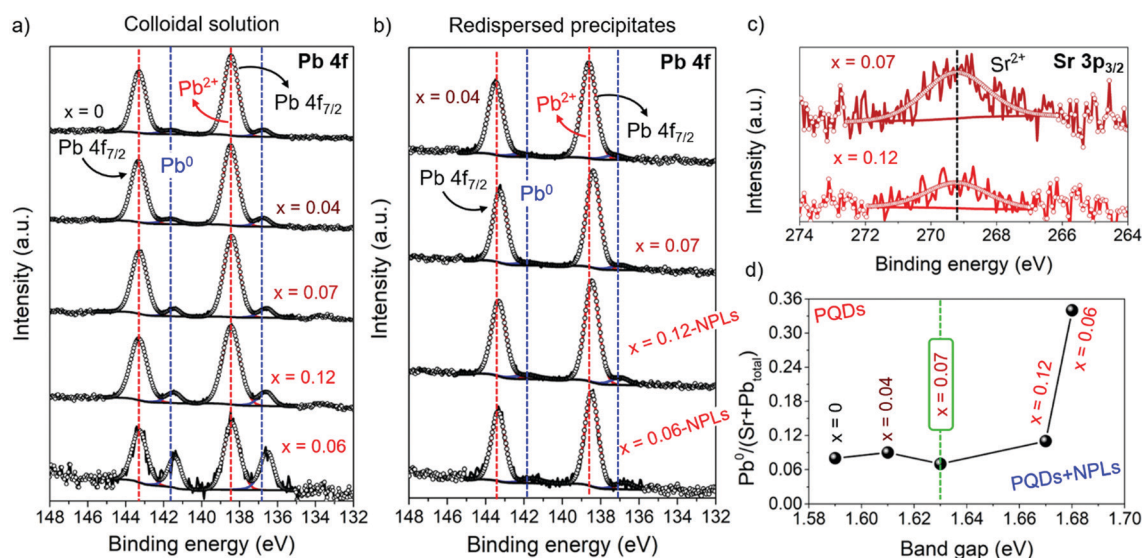 a)
Colloidal solution
Pb 4f
Pb²⁺
Pb 4f₇/₂
x = 0
Pb 4f₇/₂
Pb⁰
x = 0.04
x = 0.07
x = 0.12
x = 0.06
Intensity (a.u.)
148 146 144 142 140 138 136 134 132
Binding energy (eV)
b)
Redispersed precipitates
Pb 4f
x = 0.04
Pb²⁺
Pb 4f₇/₂
Pb 4f₇/₂
Pb⁰
x = 0.07
x = 0.12-NPLs
x = 0.06-NPLs
Intensity (a.u.)
148 146 144 142 140 138 136 134 132
Binding energy (eV)
c)
x = 0.07
Sr²⁺
Sr 3p₃/₂
x = 0.12
Intensity (a.u.)
274 272 270 268 266 264
Binding energy (eV)
d)
0.36
0.30
0.24
0.18
0.12
0.06
0.00
Pb⁰/(Sr+Pb_total)
PQDs
x = 0
x = 0.04
x = 0.07
x = 0.12
x = 0.06
PQDs+NPLs
1.58 1.60 1.62 1.64 1.66 1.68 1.70
Band gap (eV)